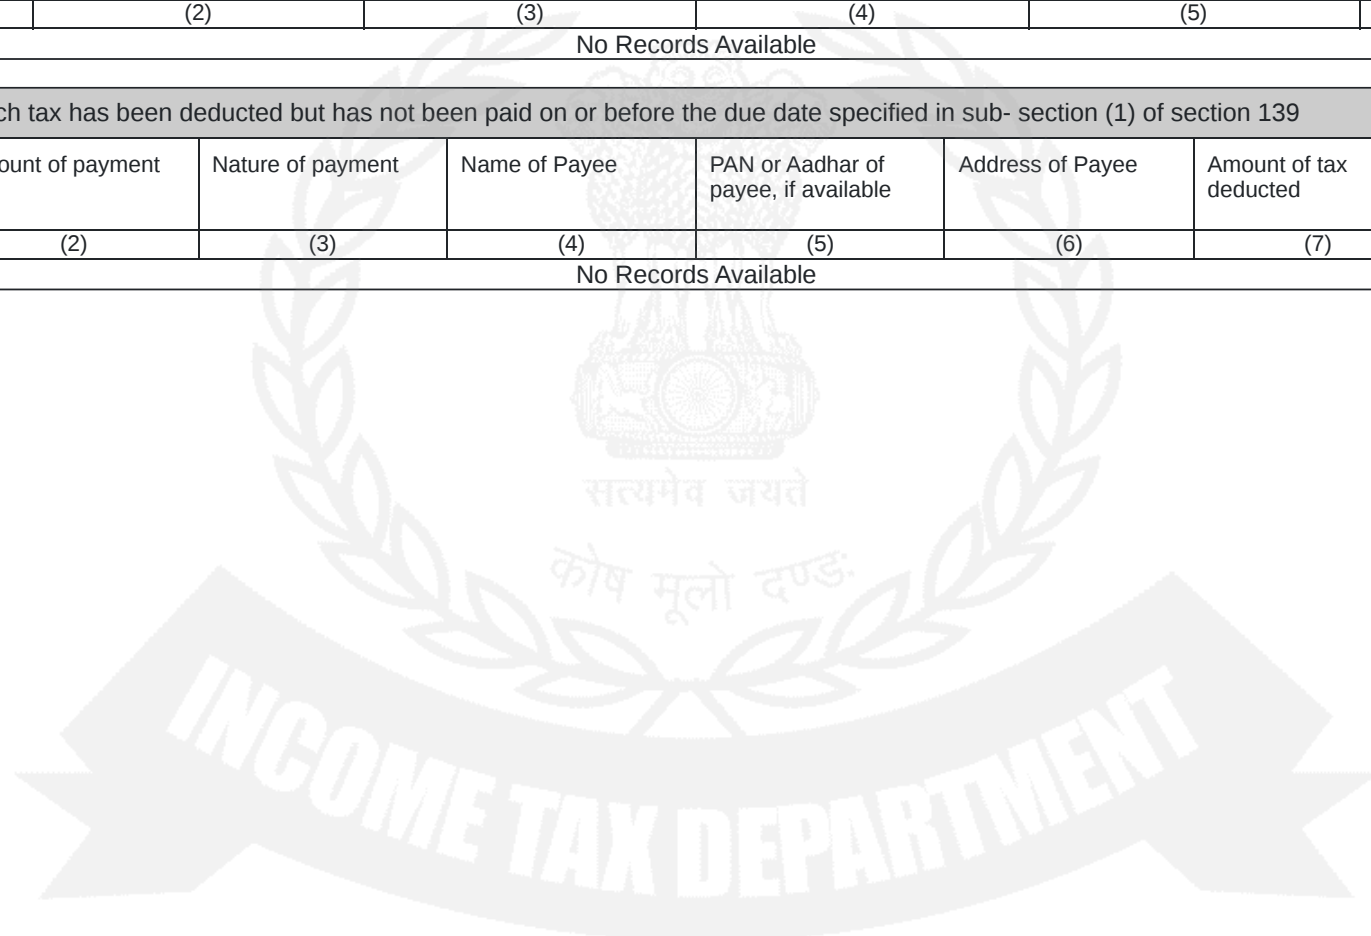 (2) (3) (4) (5)
No Records Available
ch tax has been deducted but has not been paid on or before the due date specified in sub- section (1) of section 139
ount of payment Nature of payment Name of Payee PAN or Aadhar of Address of Payee Amount of tax
payee, if available deducted
(2) (3) (4) (5) (6) (7)
No Records Available
सत्यमेव जयते
कोष मूलो दण्डः
INCOME TAX DEPARTMENT